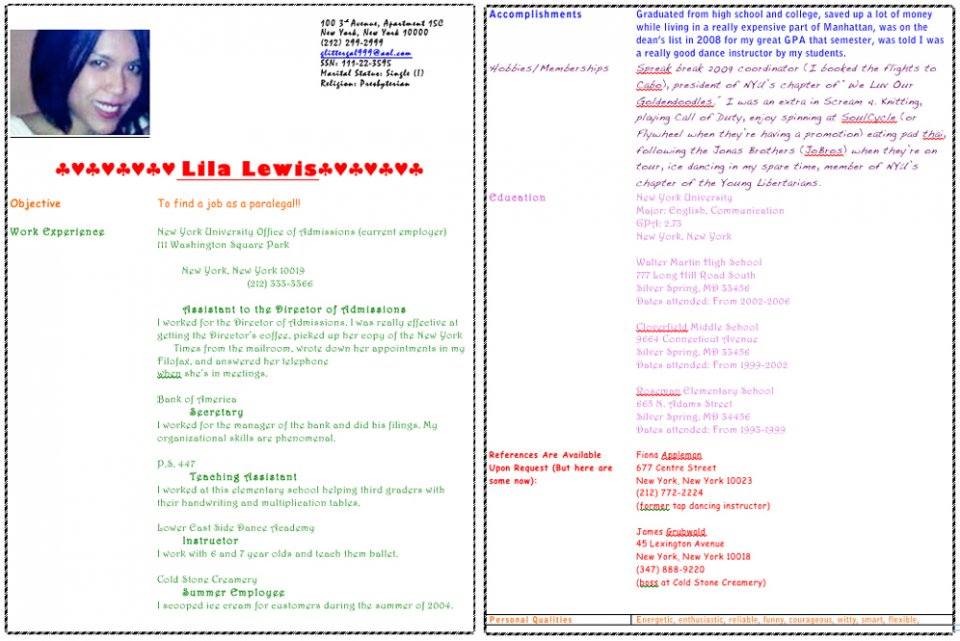 100 3rd Avenue, Apartment 15C
New York, New York 10000
(212) 299-2999
glittergal999@aol.com
SSN: 111-22-3595
Marital Status: Single (!)
Religion: Presbyterian
♣♥♣♥♣♥♣♥ Lila Lewis♣♥♣♥♣♥♣
Objective To find a job as a paralegal!!
Work Experience New York University Office of Admissions (current employer)
111 Washington Square Park
New York, New York 10019
(212) 333-3366
Assistant to the Director of Admissions
I worked for the Director of Admissions. I was really effective at
getting the Director's coffee, picked up her copy of the New York
Times from the mailroom, wrote down her appointments in my
Filofax, and answered her telephone
when she's in meetings.
Bank of America
Secretary
I worked for the manager of the bank and did his filings. My
organizational skills are phenomenal.
P.S. 447
Teaching Assistant
I worked at this elementary school helping third graders with
their handwriting and multiplication tables.
Lower East Side Dance Academy
Instructor
I work with 6 and 7 year olds and teach them ballet.
Cold Stone Creamery
Summer Employee
I scooped ice cream for customers during the summer of 2004.
Accomplishments Graduated from high school and college, saved up a lot of money
while living in a really expensive part of Manhattan, was on the
dean's list in 2008 for my great GPA that semester, was told I was
a really good dance instructor by my students.
Hobbies/Memberships Spreak break 2009 coordinator (I booked the flights to
Cabo), president of NYU's chapter of "We Luv Our
Goldendoodles." I was an extra in Scream 4. Knitting,
playing Call of Duty, enjoy spinning at SoulCycle (or
Flywheel when they're having a promotion) eating pad thai,
following the Jonas Brothers (JoBros) when they're on
tour, ice dancing in my spare time, member of NYU's
chapter of the Young Libertarians.
Education New York University
Major: English, Communication
GPA: 2.75
New York, New York
Walter Martin High School
777 Long Hill Road South
Silver Spring, MD 33456
Dates attended: From 2002-2006
Cloverfield Middle School
9664 Connecticut Avenue
Silver Spring, MD 33456
Dates attended: From 1999-2002
Roseman Elementary School
663 N. Adams Street
Silver Spring, MD 34456
Dates attended: From 1993-1999
References Are Available Fiona Appleman
Upon Request (But here are 677 Centre Street
some now): New York, New York 10023
(212) 772-2224
(former tap dancing instructor)
James Grubwald
45 Lexington Avenue
New York, New York 10018
(347) 888-9220
(boss at Cold Stone Creamery)
Personal Qualities Energetic, enthusiastic, reliable, funny, courageous, witty, smart, flexible,